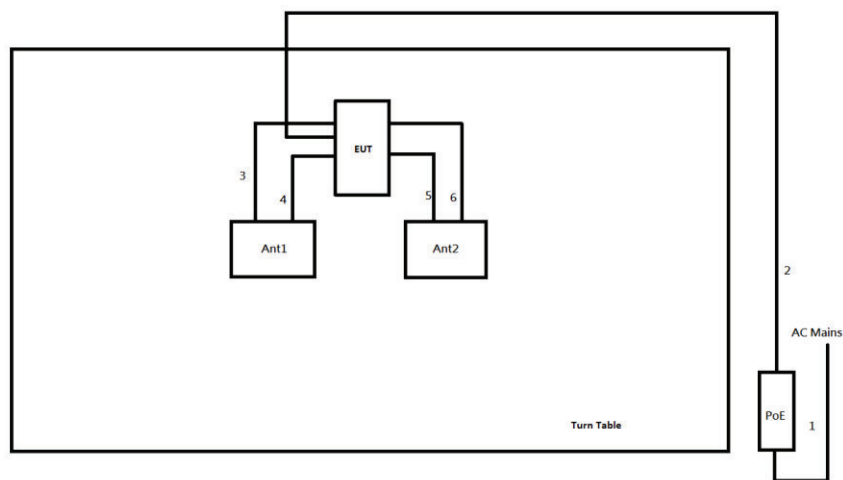 EUT
3
4
5
6
Ant1
Ant2
2
AC Mains
PoE
1
Turn Table